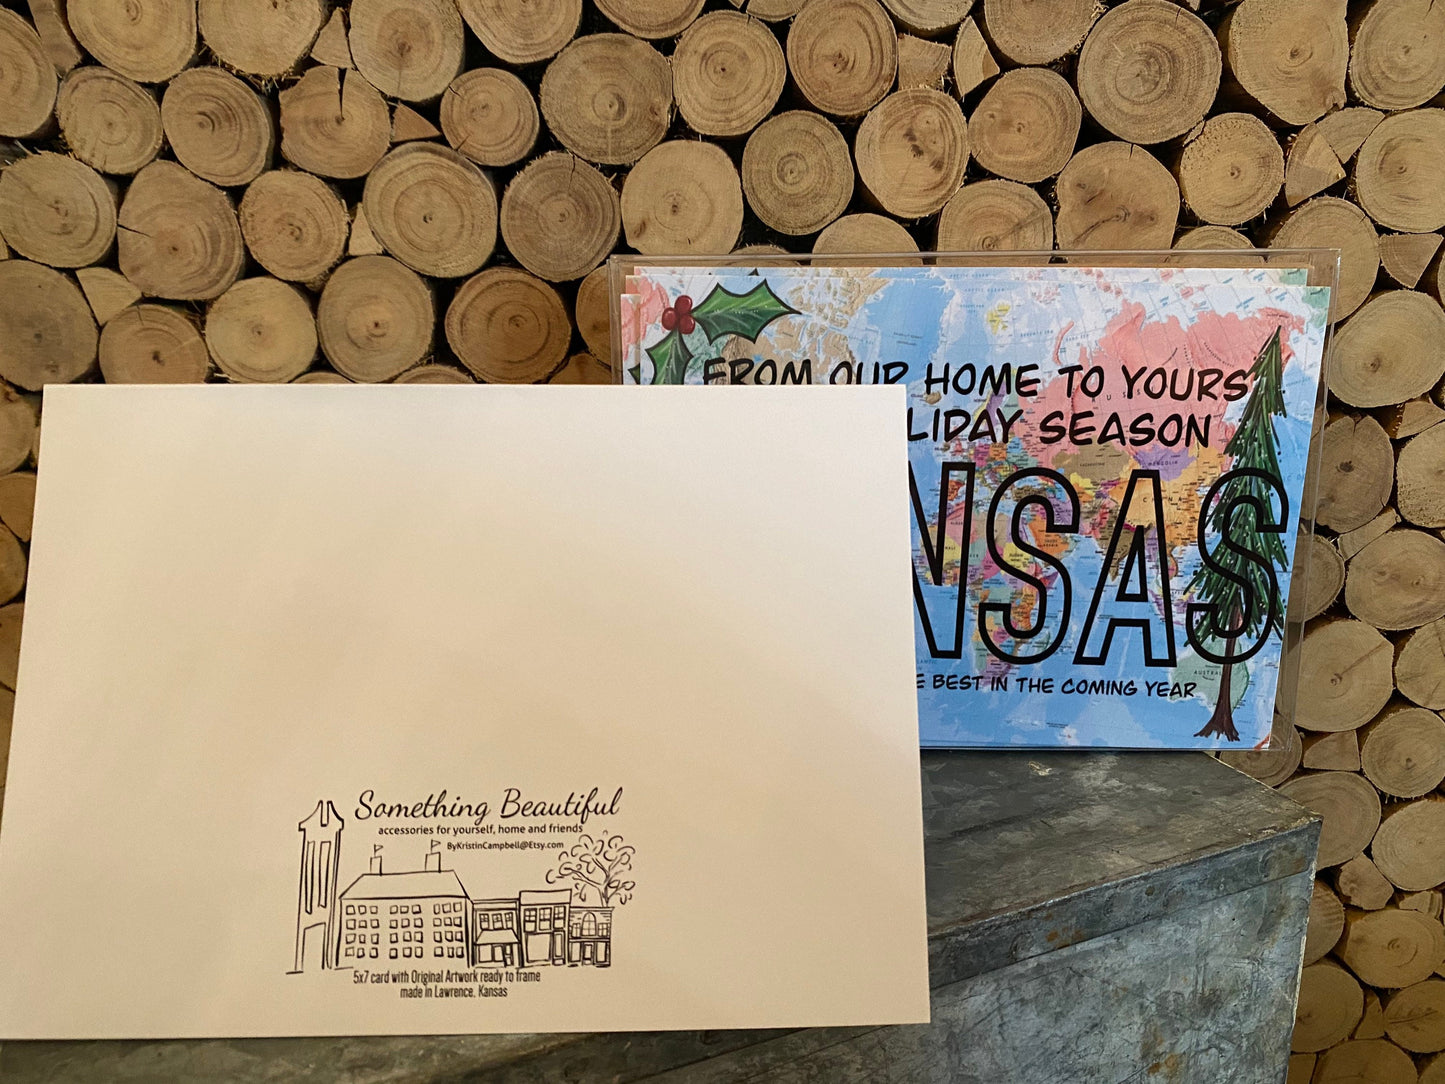 FROM OUR HOME TO YOURS
LIDAY SEASON
NSAS
E BEST IN THE COMING YEAR
Something Beautiful
accessories for yourself, home and friends
ByKristinCampbell@Etsy.com
5x7 card with Original Artwork ready to frame
made in Lawrence, Kansas